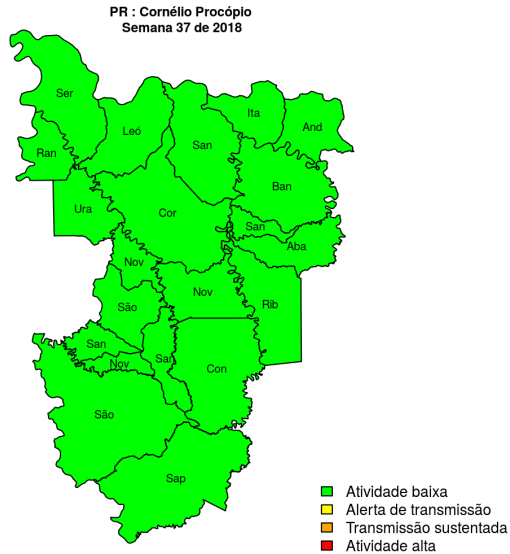 PR : Cornélio Procópio
Semana 37 de 2018
Ser
Leó
Ita
And
San
Ran
Ban
Ura
Cor
San
Aba
Nov
Nov
Rib
São
San
San
Nov
Con
São
Sap
Atividade baixa
Alerta de transmissão
Transmissão sustentada
Atividade alta